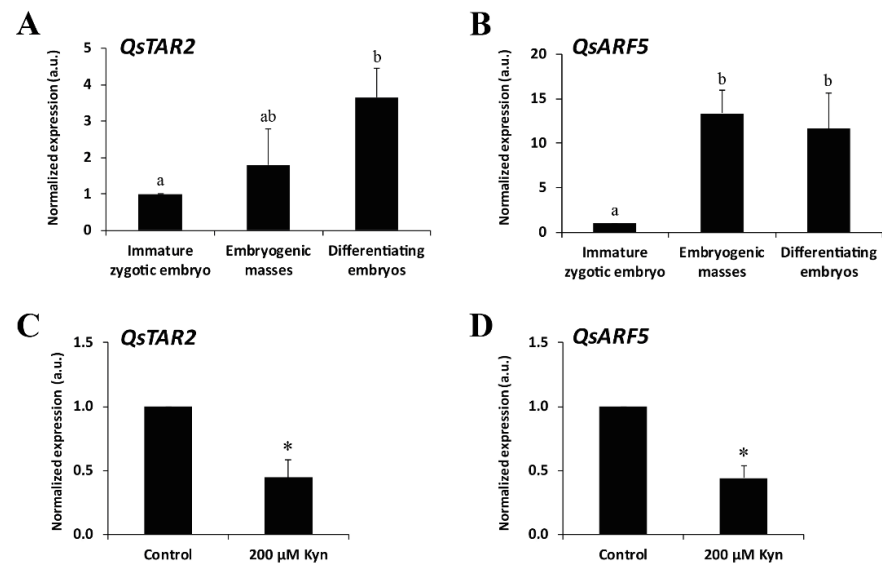 A
QsTAR2
Normalized expression (a.u.)
5
4
3
2
1
0
a
ab
b
Immature
zygotic embryo
Embryogenic
masses
Differentiating
embryos
B
QsARF5
Normalized expression (a.u.)
20
15
10
5
0
a
b
b
Immature
zygotic embryo
Embryogenic
masses
Differentiating
embryos
C
QsTAR2
Normalized expression (a.u.)
1.5
1.0
0.5
0.0
*
Control
200 µM Kyn
D
QsARF5
Normalized expression (a.u.)
1.5
1.0
0.5
0.0
*
Control
200 µM Kyn